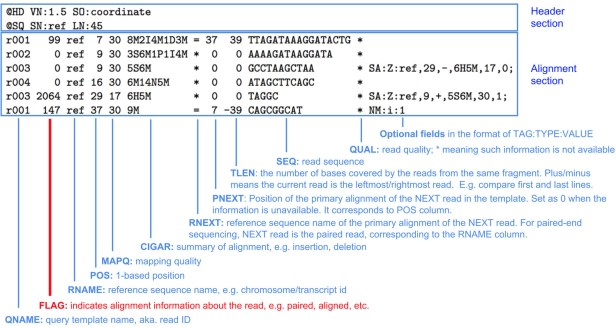 @HD VN:1.5 SO:coordinate
@SQ SN:ref LN:45
Header section
r001 99 ref 7 30 8M2I4M1D3M = 37 39 TTAGATAAAGGATACTG *
r002 0 ref 9 30 3S6M1P1I4M * 0 0 AAAAGATAAGGATA *
r003 0 ref 9 30 5S6M * 0 0 GCCTAAGCTAA * SA:Z:ref,29,-,6H5M,17,0;
r004 0 ref 16 30 6M14N5M * 0 0 ATAGCTTCAGC *
r003 2064 ref 29 17 6H5M * 0 0 TAGGC * SA:Z:ref,9,+,5S6M,30,1;
r001 147 ref 37 30 9M = 7 -39 CAGCGGCAT * NM:i:1
Alignment section
Optional fields in the format of TAG:TYPE:VALUE
QUAL: read quality; * meaning such information is not available
SEQ: read sequence
TLEN: the number of bases covered by the reads from the same fragment. Plus/minus
means the current read is the leftmost/rightmost read. E.g. compare first and last lines.
PNEXT: Position of the primary alignment of the NEXT read in the template. Set as 0 when the
information is unavailable. It corresponds to POS column.
RNEXT: reference sequence name of the primary alignment of the NEXT read. For paired-end
sequencing, NEXT read is the paired read, corresponding to the RNAME column.
CIGAR: summary of alignment, e.g. insertion, deletion
MAPQ: mapping quality
POS: 1-based position
RNAME: reference sequence name, e.g. chromosome/transcript id
FLAG: indicates alignment information about the read, e.g. paired, aligned, etc.
QNAME: query template name, aka. read ID